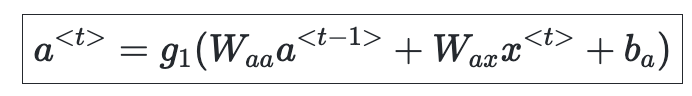 a^{<t>} = g_1(W_{aa}a^{<t-1>} + W_{ax}x^{<t>} + b_a)